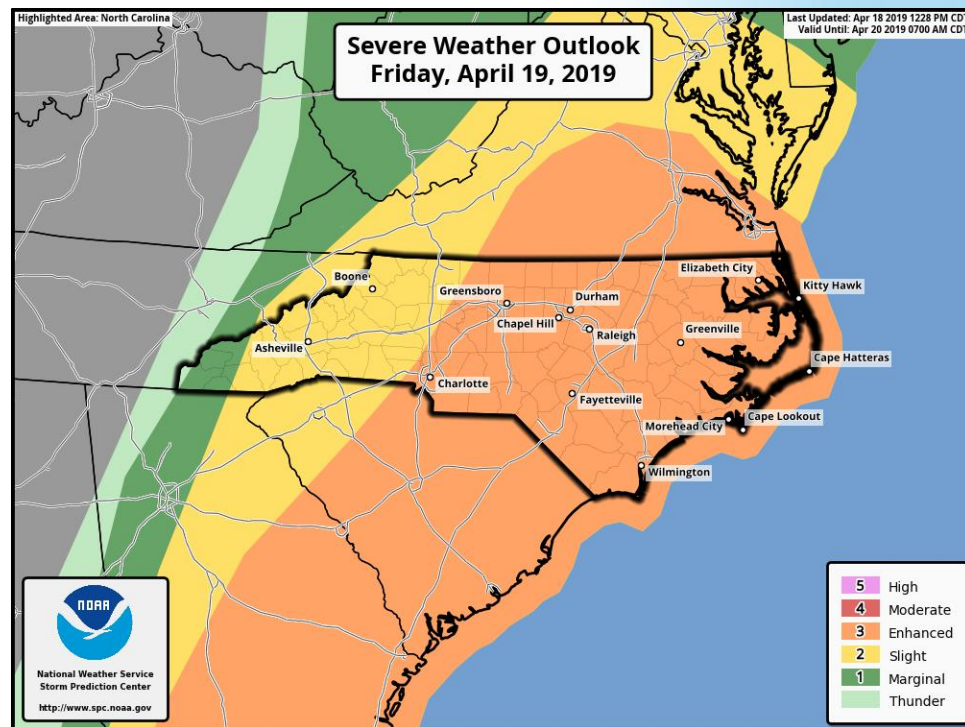 Highlighted Area: North Carolina
Last Updated: Apr 18 2019 1228 PM CDT
Valid Until: Apr 20 2019 0700 AM CDT
Severe Weather Outlook
Friday, April 19, 2019
Boone
Elizabeth City
Greensboro
Durham
Kitty Hawk
Chapel Hill
Raleigh
Greenville
Asheville
Cape Hatteras
Charlotte
Fayetteville
Morehead City
Cape Lookout
Wilmington
NOAA
National Weather Service
Storm Prediction Center
http://www.spc.noaa.gov
5 High
4 Moderate
3 Enhanced
2 Slight
1 Marginal
Thunder